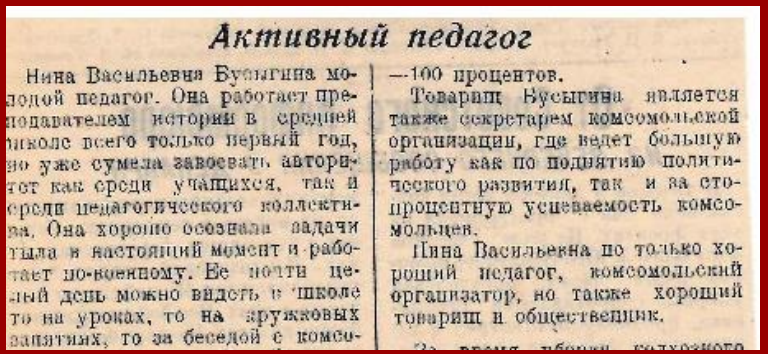 Активный педагог
Нина Васильевна Бусыгина мо-
лодой педагог. Она работает пре-
подавателем истории в средней
школе всего только первый год,
но уже сумела завоевать автори-
тет как среди учащихся, так и
среди педагогического коллекти-
ва. Она хорошо осознала задачи
тыла в настоящий момент и рабо-
тает по-военному. Ее почти це-
лый день можно видеть в школе
то на уроках, то на кружковых
занятиях, то за беседой с комсо-
—100 процентов.
Товарищ Бусыгина является
также секретарем комсомольской
организации, где ведет большую
работу как по поднятию полити-
ческого развития, так и за сто-
процентную успеваемость комсо-
мольцев.
Нина Васильевна не только хо-
роший педагог, комсомольский
организатор, но также хороший
товарищ и общественник.
Во время уборки колхозного